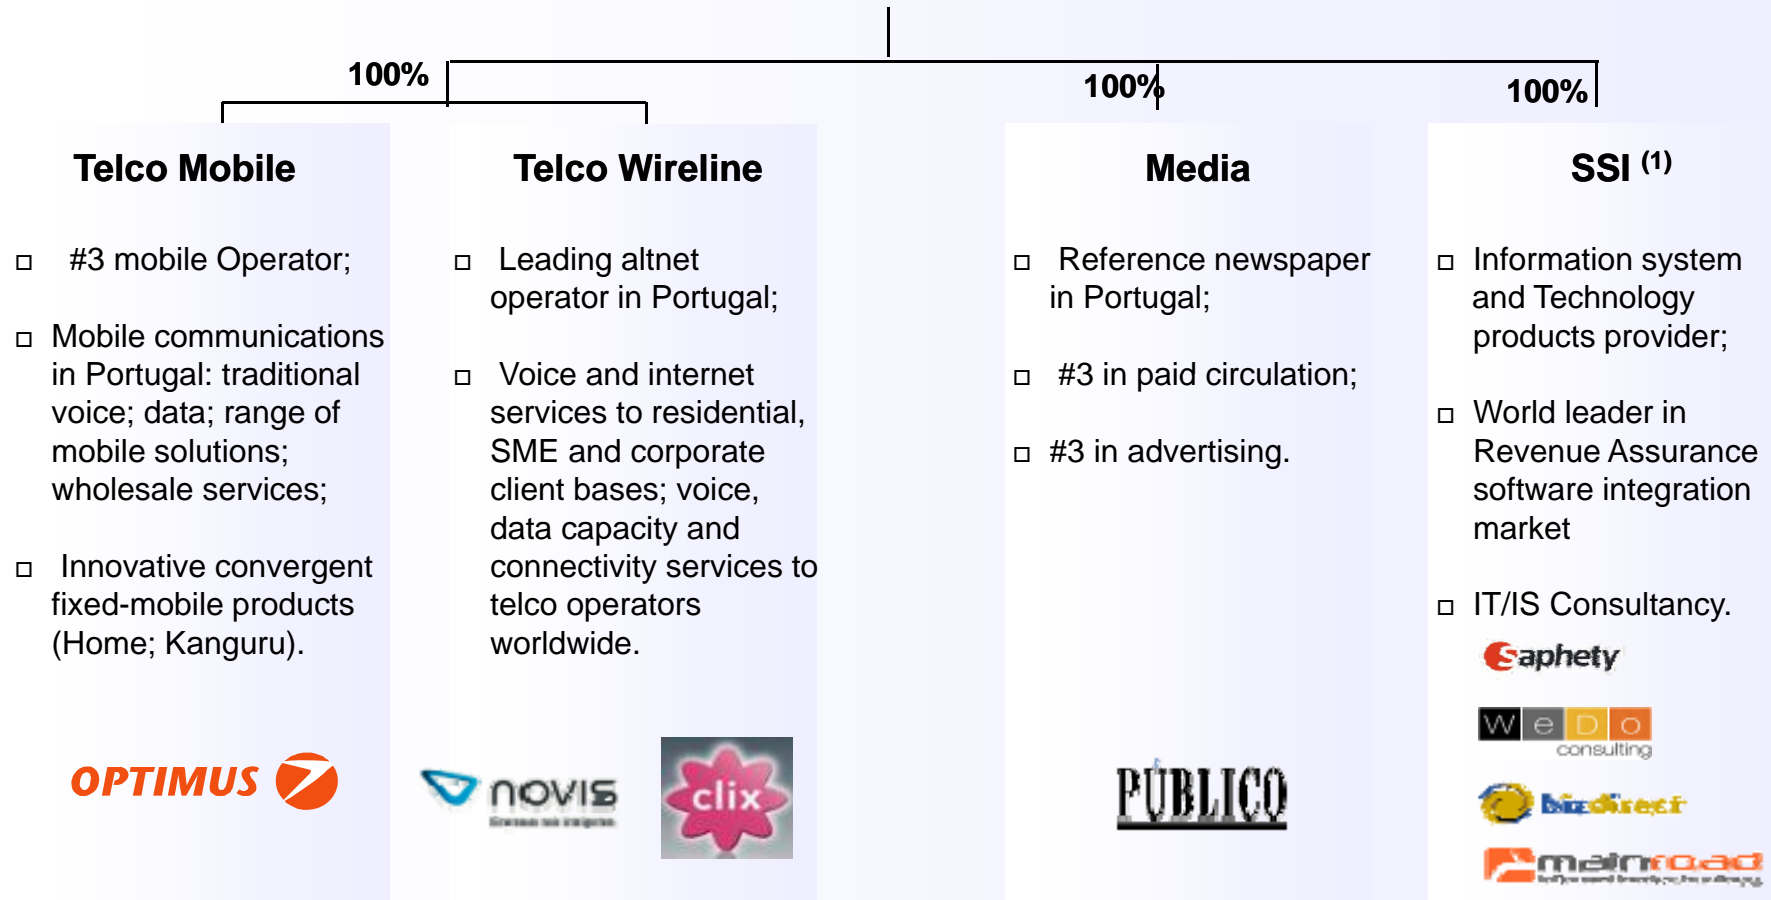 100%
100%
100%
Telco Mobile
#3 mobile Operator;
Mobile communications
in Portugal: traditional
voice; data; range of
mobile solutions;
wholesale services;
Innovative convergent
fixed-mobile products
(Home; Kanguru).
OPTIMUS
Telco Wireline
Leading altnet
operator in Portugal;
Voice and internet
services to residential,
SME and corporate
client bases; voice,
data capacity and
connectivity services to
telco operators
worldwide.
novis
clix
Media
Reference newspaper
in Portugal;
#3 in paid circulation;
#3 in advertising.
PÚBLICO
SSI (1)
Information system
and Technology
products provider;
World leader in
Revenue Assurance
software integration
market
IT/IS Consultancy.
Saphety
WeDo
consulting
bizdirect
mainroad